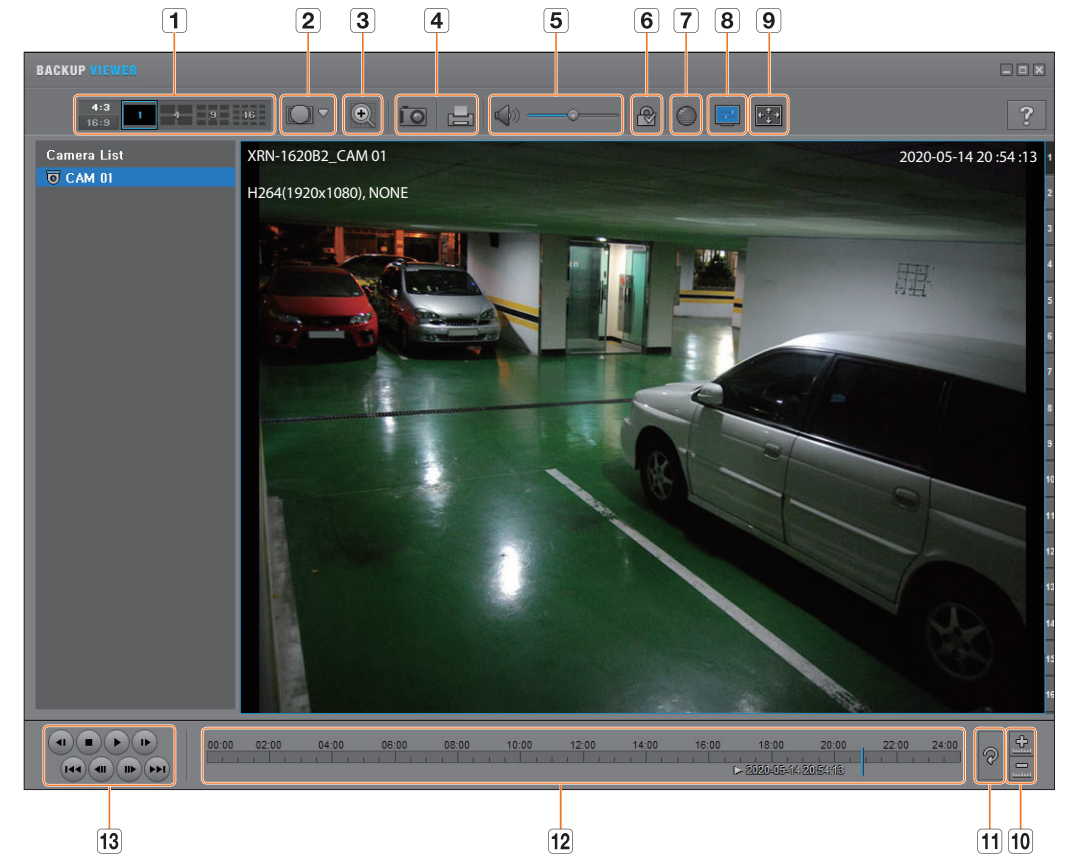 1 2 3 4 5 6 7 8 9
BACKUP VIEWER
4:3
16:9
1 4 9 16
?
Camera List
CAM 01
XRN-1620B2_CAM 01
2020-05-14 20 :54 :13
H264(1920x1080), NONE
1
2
3
4
5
6
7
8
9
10
11
12
13
14
15
16
00:00 02:00 04:00 06:00 08:00 10:00 12:00 14:00 16:00 18:00 20:00 22:00 24:00
2020-05-14 20:54:13
13 12 11 10